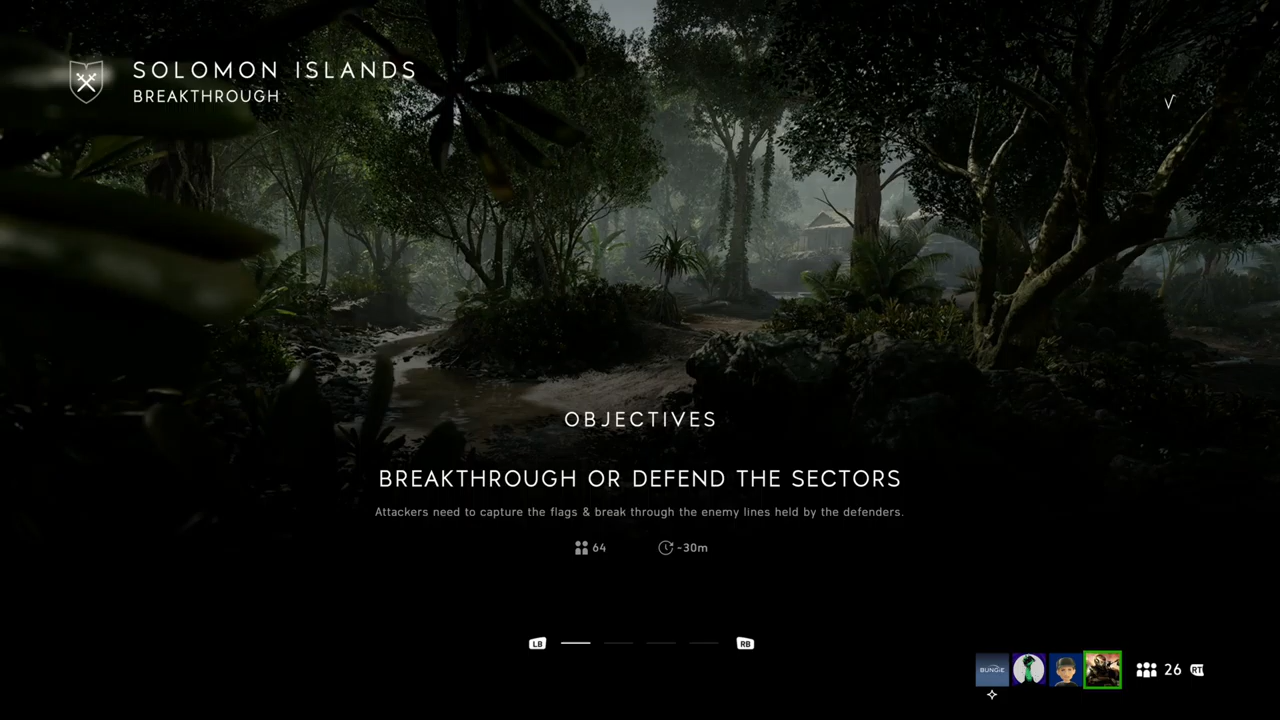 SOLOMON ISLANDS
BREAKTHROUGH
√
OBJECTIVES
BREAKTHROUGH OR DEFEND THE SECTORS
Attackers need to capture the flags & break through the enemy lines held by the defenders.
64 ~30m
LB RB
BUNGIE
26 RT